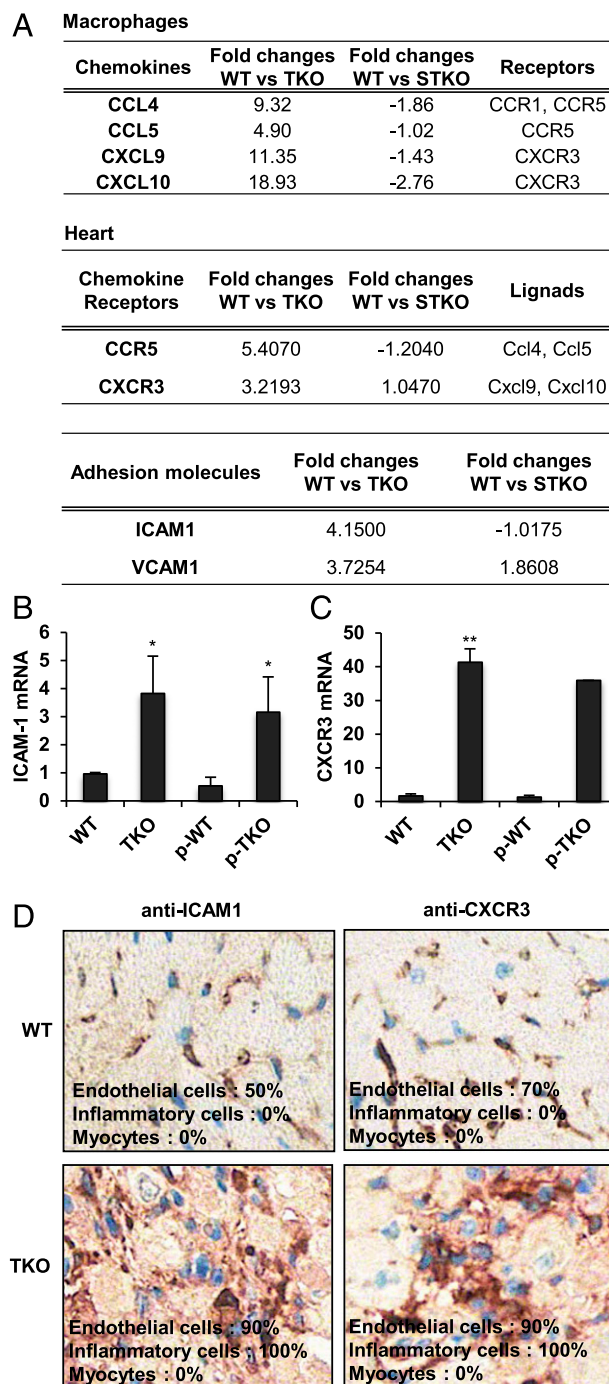 A Macrophages
Chemokines Fold changes WT vs TKO Fold changes WT vs STKO Receptors
CCL4 9.32 -1.86 CCR1, CCR5
CCL5 4.90 -1.02 CCR5
CXCL9 11.35 -1.43 CXCR3
CXCL10 18.93 -2.76 CXCR3
Heart
Chemokine Receptors Fold changes WT vs TKO Fold changes WT vs STKO Lignads
CCR5 5.4070 -1.2040 Ccl4, Ccl5
CXCR3 3.2193 1.0470 Cxcl9, Cxcl10
Adhesion molecules Fold changes WT vs TKO Fold changes WT vs STKO
ICAM1 4.1500 -1.0175
VCAM1 3.7254 1.8608
B
ICAM-1 mRNA
6
5
4
3
2
1
0
*
*
WT TKO p-WT p-TKO
C
CXCR3 mRNA
50
40
30
20
10
0
**
WT TKO p-WT p-TKO
D
anti-ICAM1 anti-CXCR3
WT
Endothelial cells : 50%
Inflammatory cells : 0%
Myocytes : 0%
Endothelial cells : 70%
Inflammatory cells : 0%
Myocytes : 0%
TKO
Endothelial cells : 90%
Inflammatory cells : 100%
Myocytes : 0%
Endothelial cells : 90%
Inflammatory cells : 100%
Myocytes : 0%